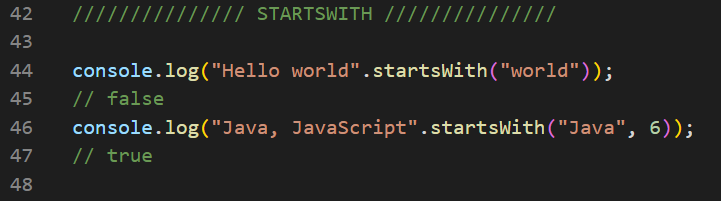 42 /////////////// STARTSWITH ///////////////
43
44 console.log("Hello world".startsWith("world"));
45 // false
46 console.log("Java, JavaScript".startsWith("Java", 6));
47 // true
48